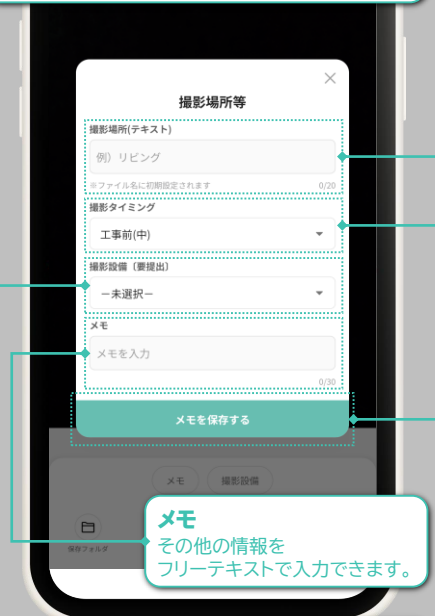 撮影場所等
撮影場所(テキスト)
例）リビング
※ファイル名に初期設定されます 0/20
撮影タイミング
工事前(中)
撮影設備〔要提出〕
－未選択－
メモ
メモを入力
0/30
メモを保存する
メモ 撮影設備
保存フォルダ
メモ
その他の情報を
フリーテキストで入力できます。